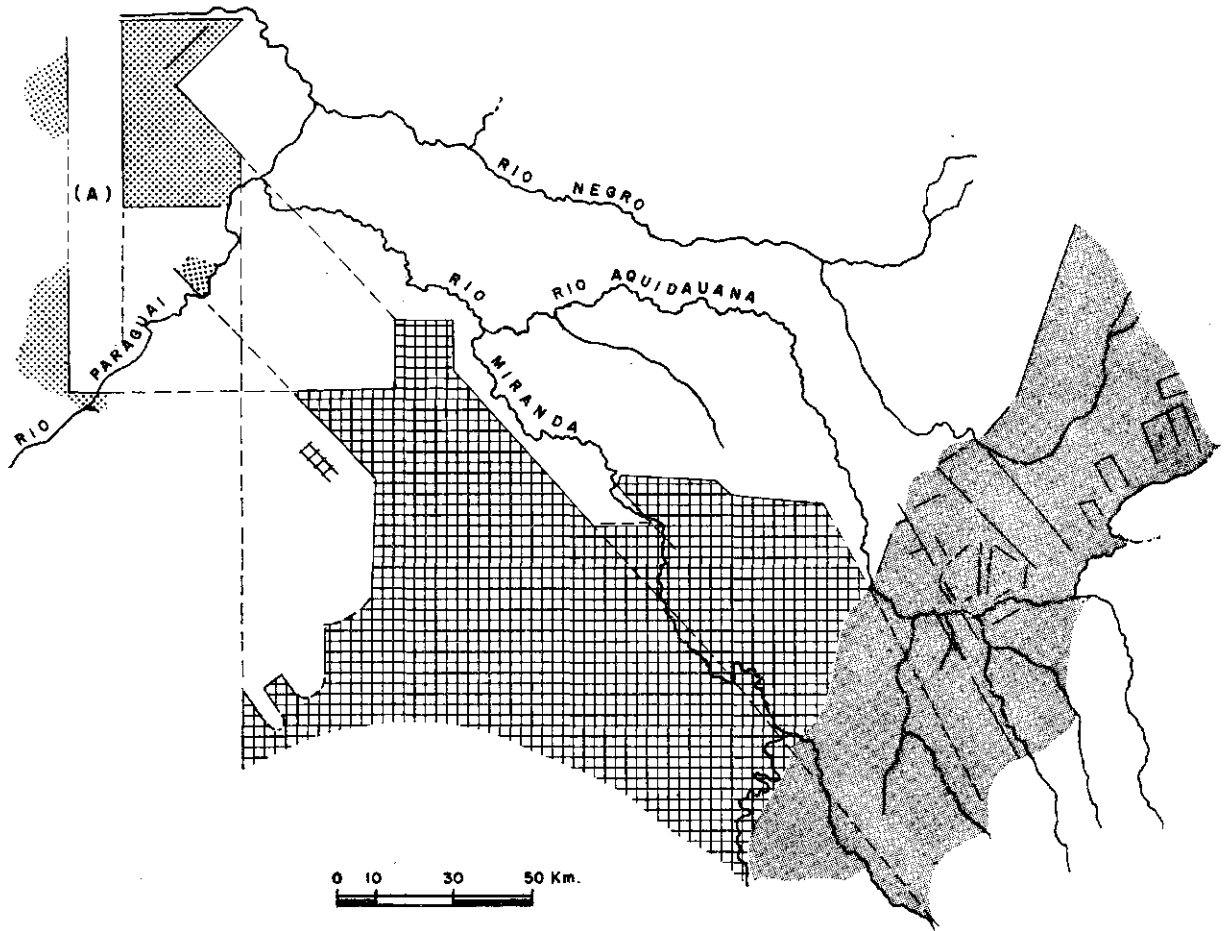 (A)
RIO NEGRO
RIO PARAGUAI
RIO MIRANDA
RIO AQUIDAUANA
0 10 30 50 Km.